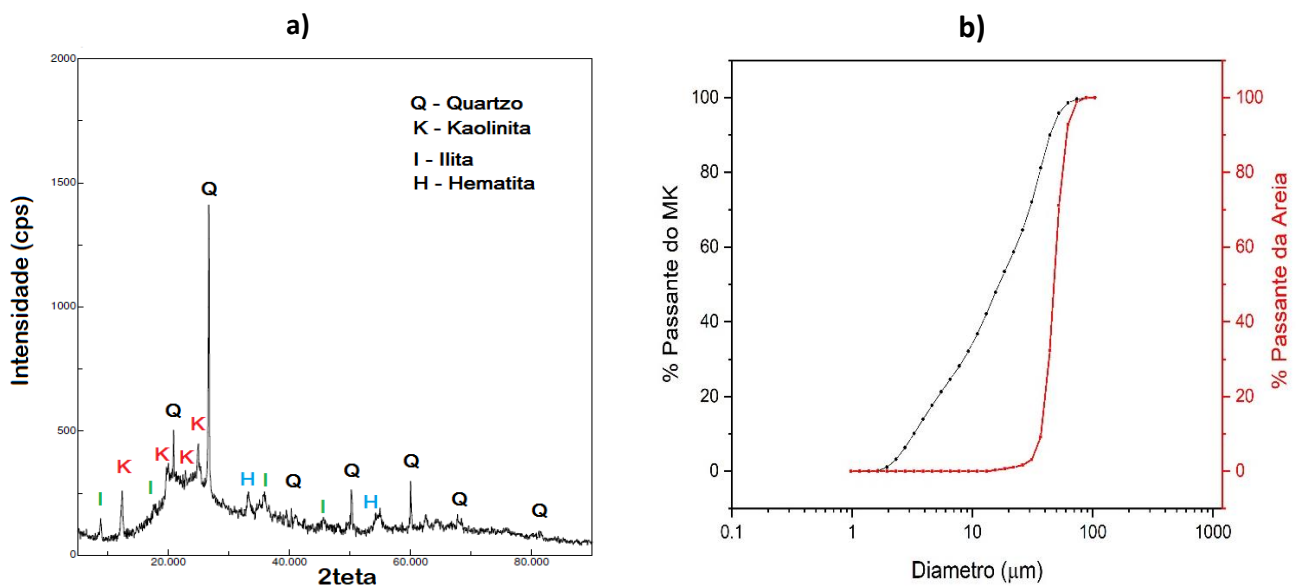 a)
Intensidade (cps)
2000
1500
1000
500
0
Q - Quartzo
K - Kaolinita
I - Ilita
H - Hematita
Q
Q
K
K
K
K
I
I
H
I
Q
I
Q
H
Q
Q
Q
20.000 40.000 60.000 80.000
2teta
b)
% Passante do MK
100
80
60
40
20
0
100
80
60
40
20
0
% Passante da Areia
0.1 1 10 100 1000
Diametro (µm)